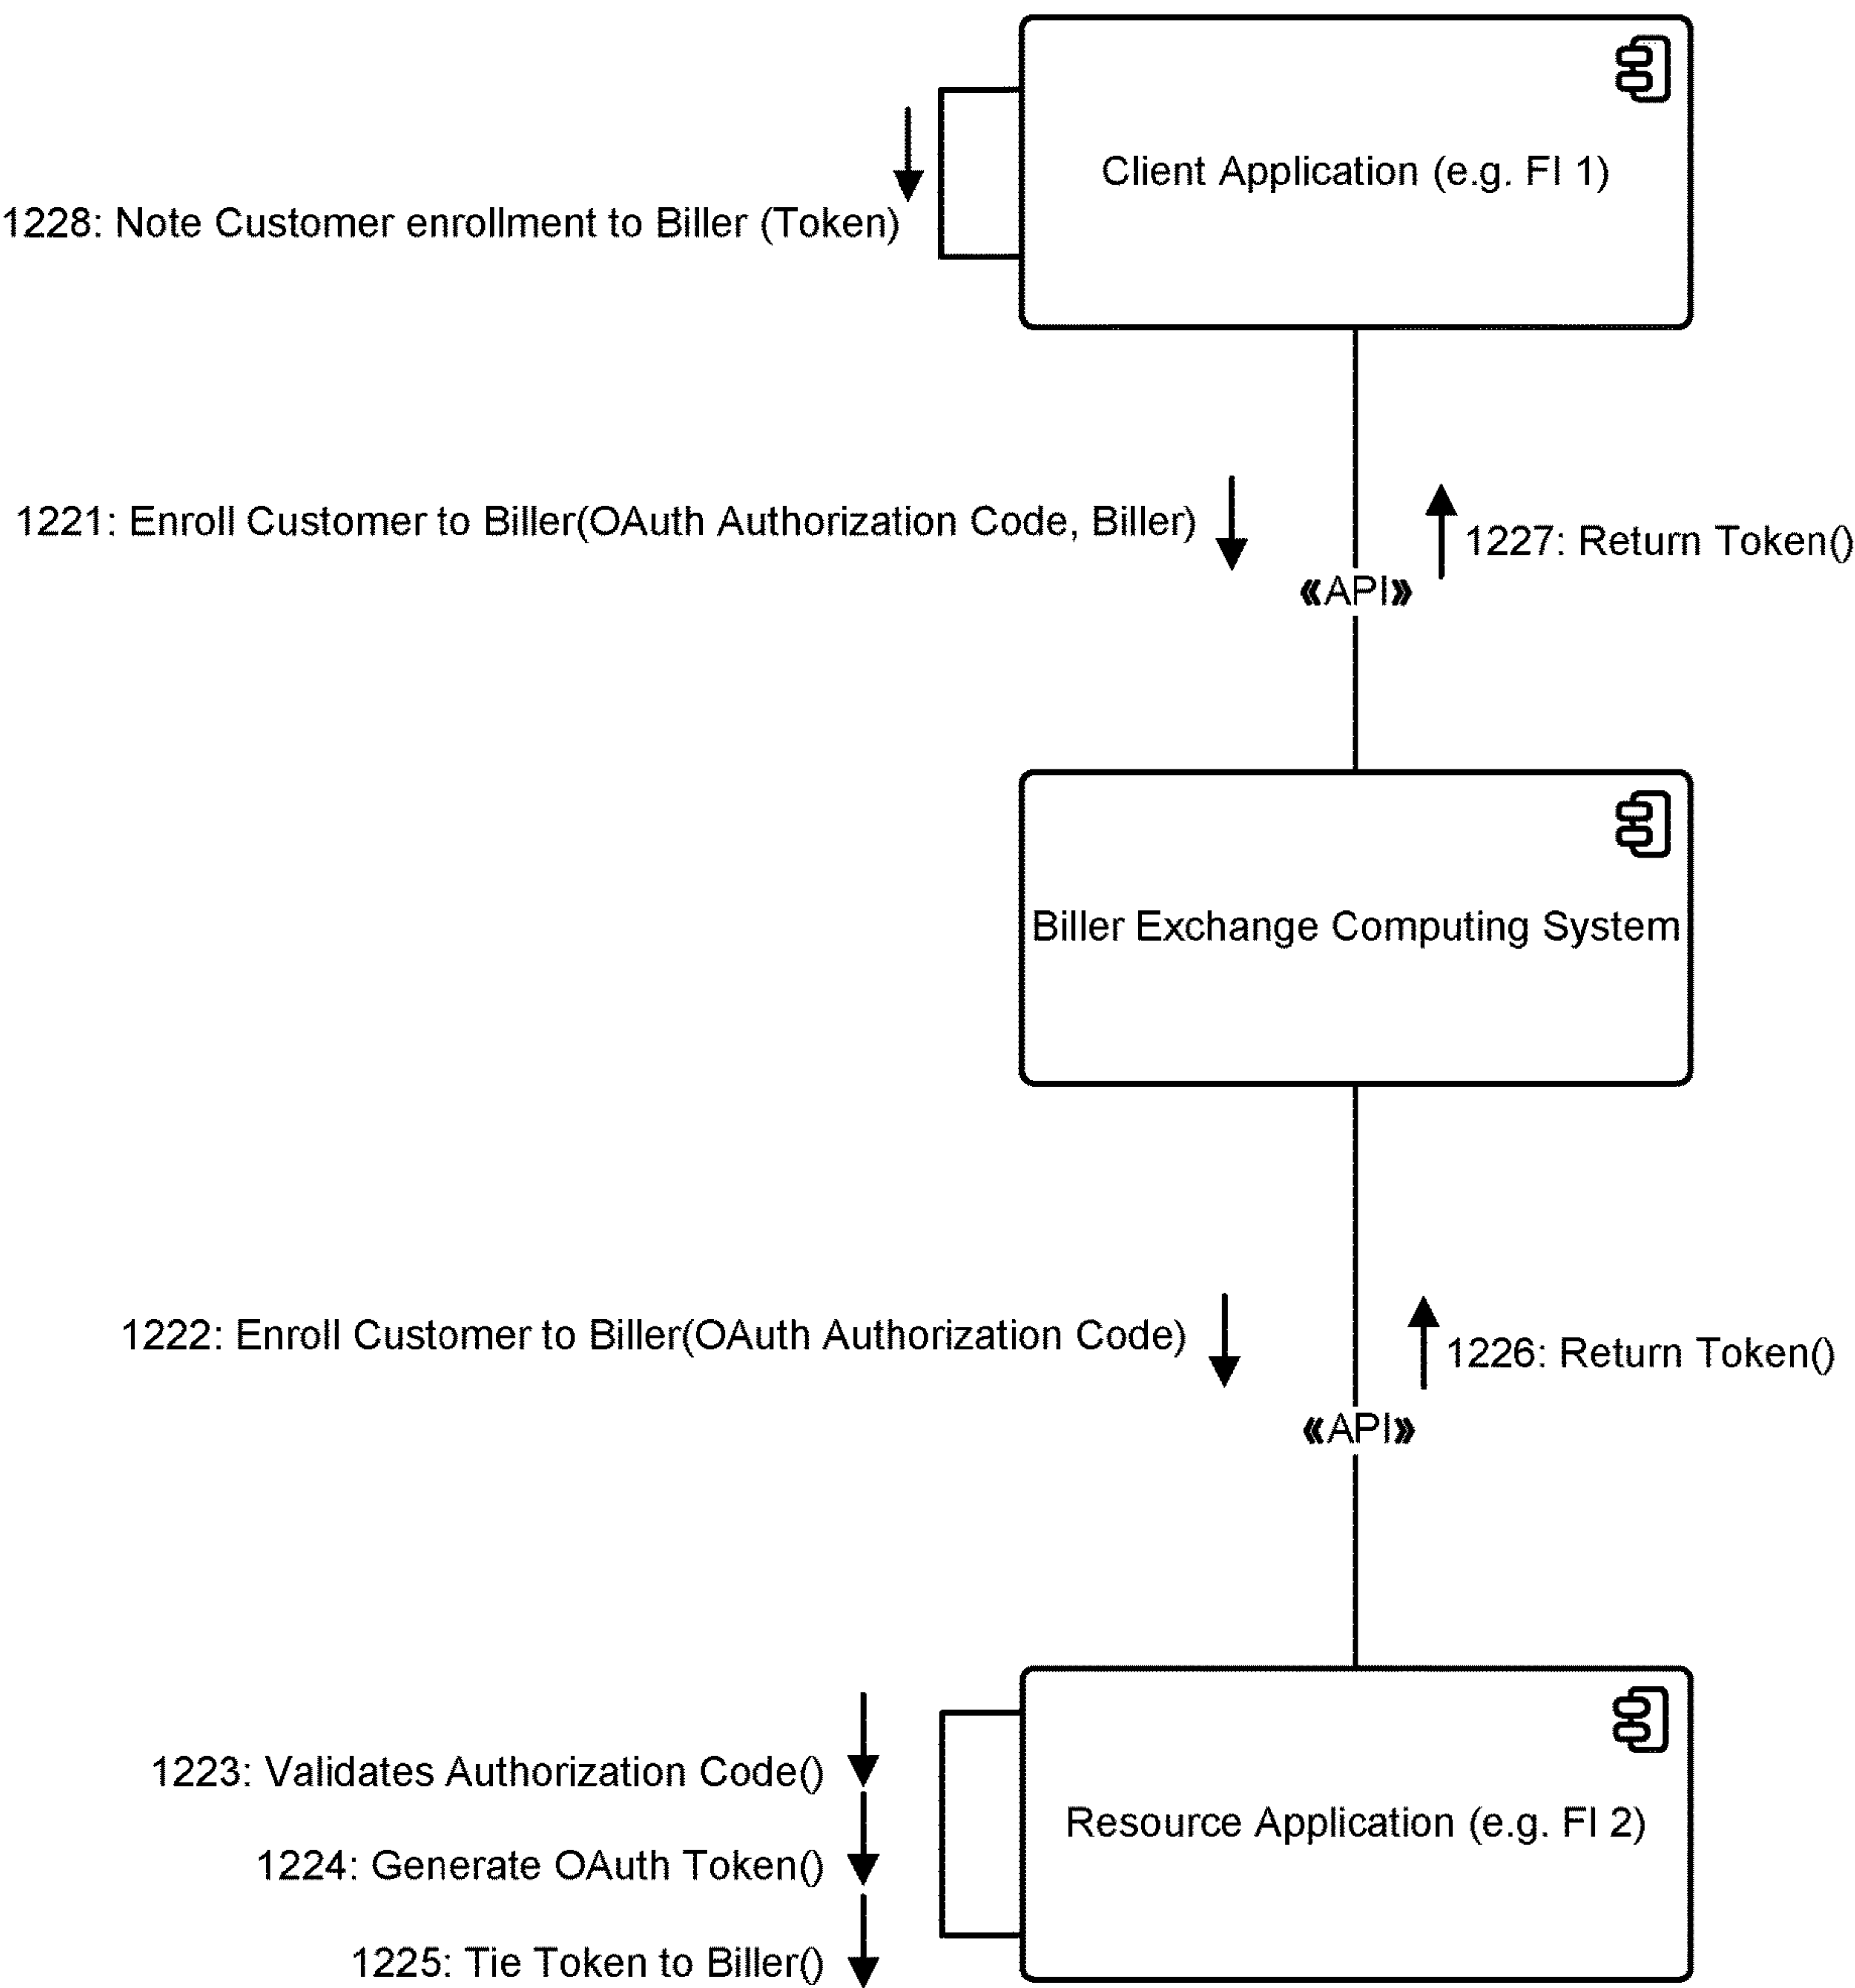 Client Application (e.g. FI 1)
1228: Note Customer enrollment to Biller (Token)
1221: Enroll Customer to Biller(OAuth Authorization Code, Biller)
1227: Return Token()
«API»
Biller Exchange Computing System
1222: Enroll Customer to Biller(OAuth Authorization Code)
1226: Return Token()
«API»
1223: Validates Authorization Code()
Resource Application (e.g. FI 2)
1224: Generate OAuth Token()
1225: Tie Token to Biller()